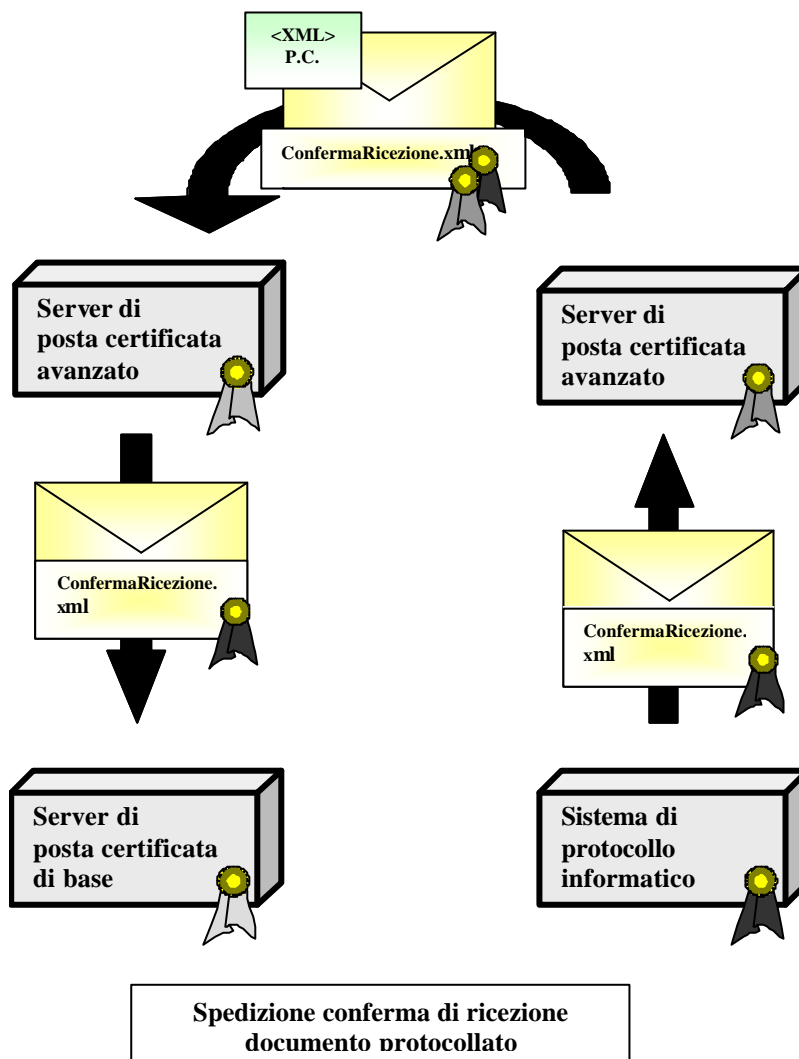 <XML>
P.C.
ConfermaRicezione.xml
Server di
posta certificata
avanzato
Server di
posta certificata
avanzato
ConfermaRicezione.
xml
ConfermaRicezione.
xml
Server di
posta certificata
di base
Sistema di
protocollo
informatico
Spedizione conferma di ricezione
documento protocollato